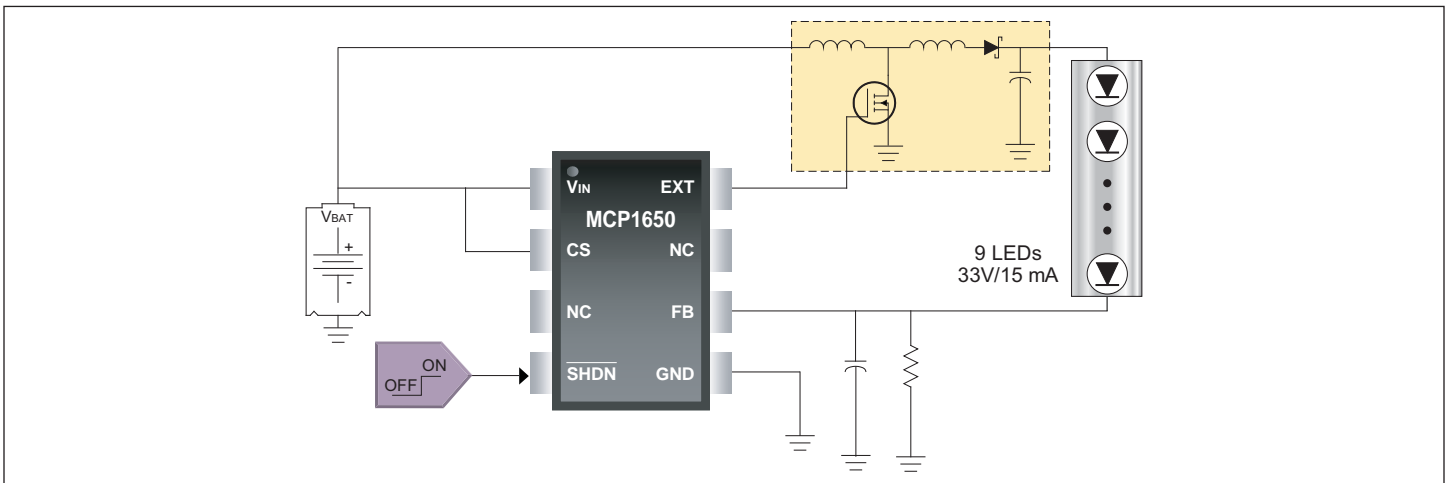 VIN EXT
MCP1650
CS NC
NC FB
SHDN GND
VBAT
+
-
ON
OFF
9 LEDs
33V/15 mA